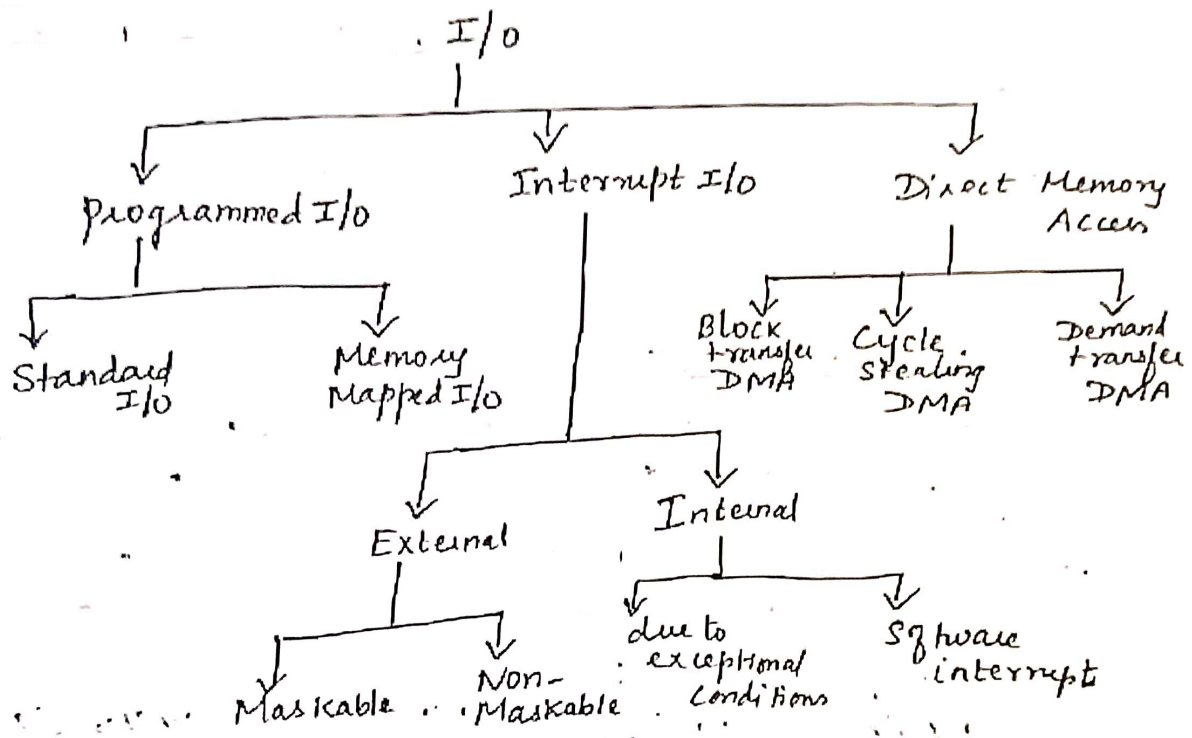 I/O
Programmed I/O
Interrupt I/O
Direct Memory
Access
Standard
I/O
Memory
Mapped I/O
Block
transfer
DMA
Cycle
stealing
DMA
Demand
transfer
DMA
External
Internal
Maskable
Non-
Maskable
due to
exceptional
conditions
Software
interrupt